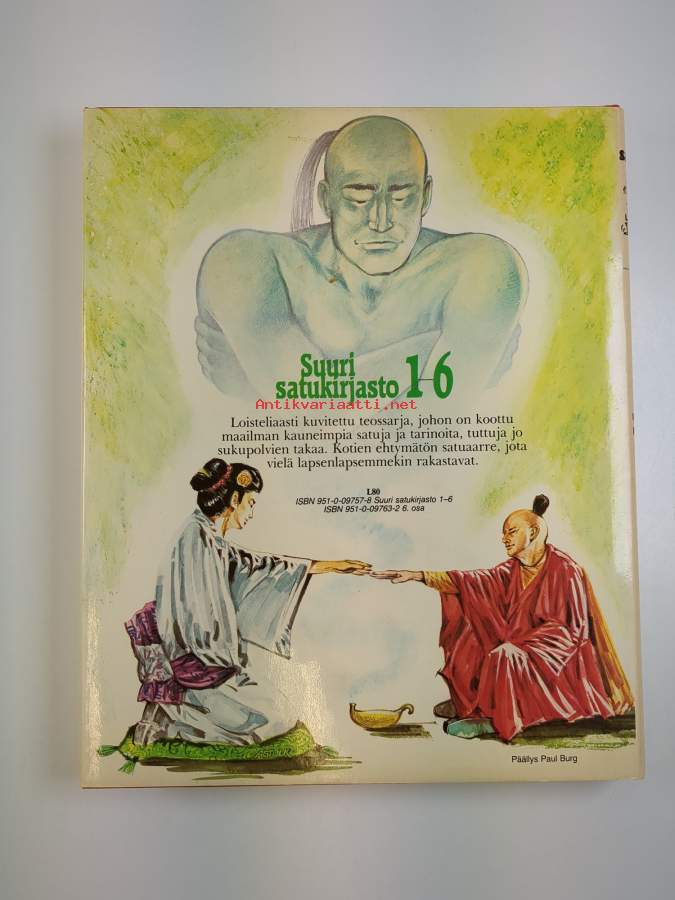 Suuri
satukirjasto 1–6
Antikvariaatti.net
Loisteliaasti kuvitettu teossarja, johon on koottu
maailman kauneimpia satuja ja tarinoita, tuttuja jo
sukupolvien takaa. Kotien ehtymätön satuaarre, jota
vielä lapsenlapsemmekin rakastavat.
L80
ISBN 951-0-09757-8 Suuri satukirjasto 1–6
ISBN 951-0-09763-2 6. osa
Päällys Paul Burg